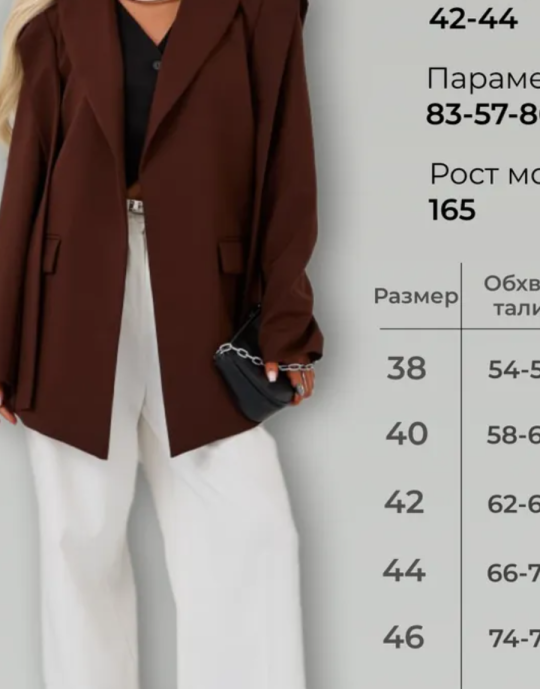 42-44
Параме
83-57-8
Рост мо
165
Размер Обхв
тали
38 54-5
40 58-6
42 62-6
44 66-7
46 74-7